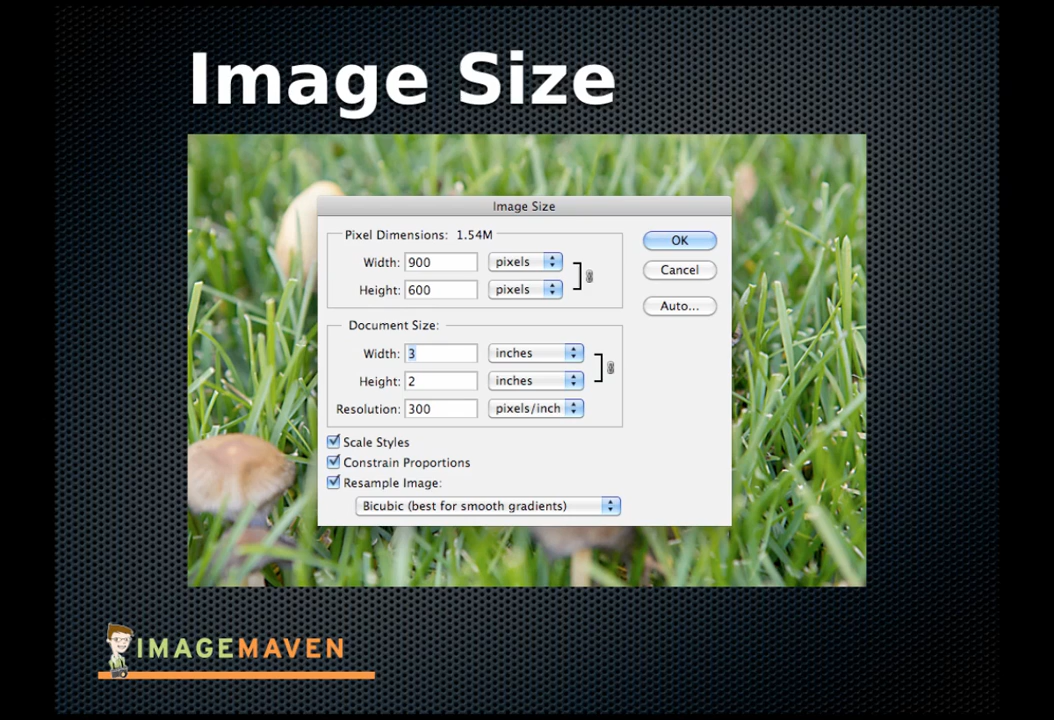 Image Size
Image Size
Pixel Dimensions: 1.54M
Width: 900 pixels
Height: 600 pixels
OK
Cancel
Auto...
Document Size:
Width: 3 inches
Height: 2 inches
Resolution: 300 pixels/inch
Scale Styles
Constrain Proportions
Resample Image:
Bicubic (best for smooth gradients)
IMAGEMAVEN